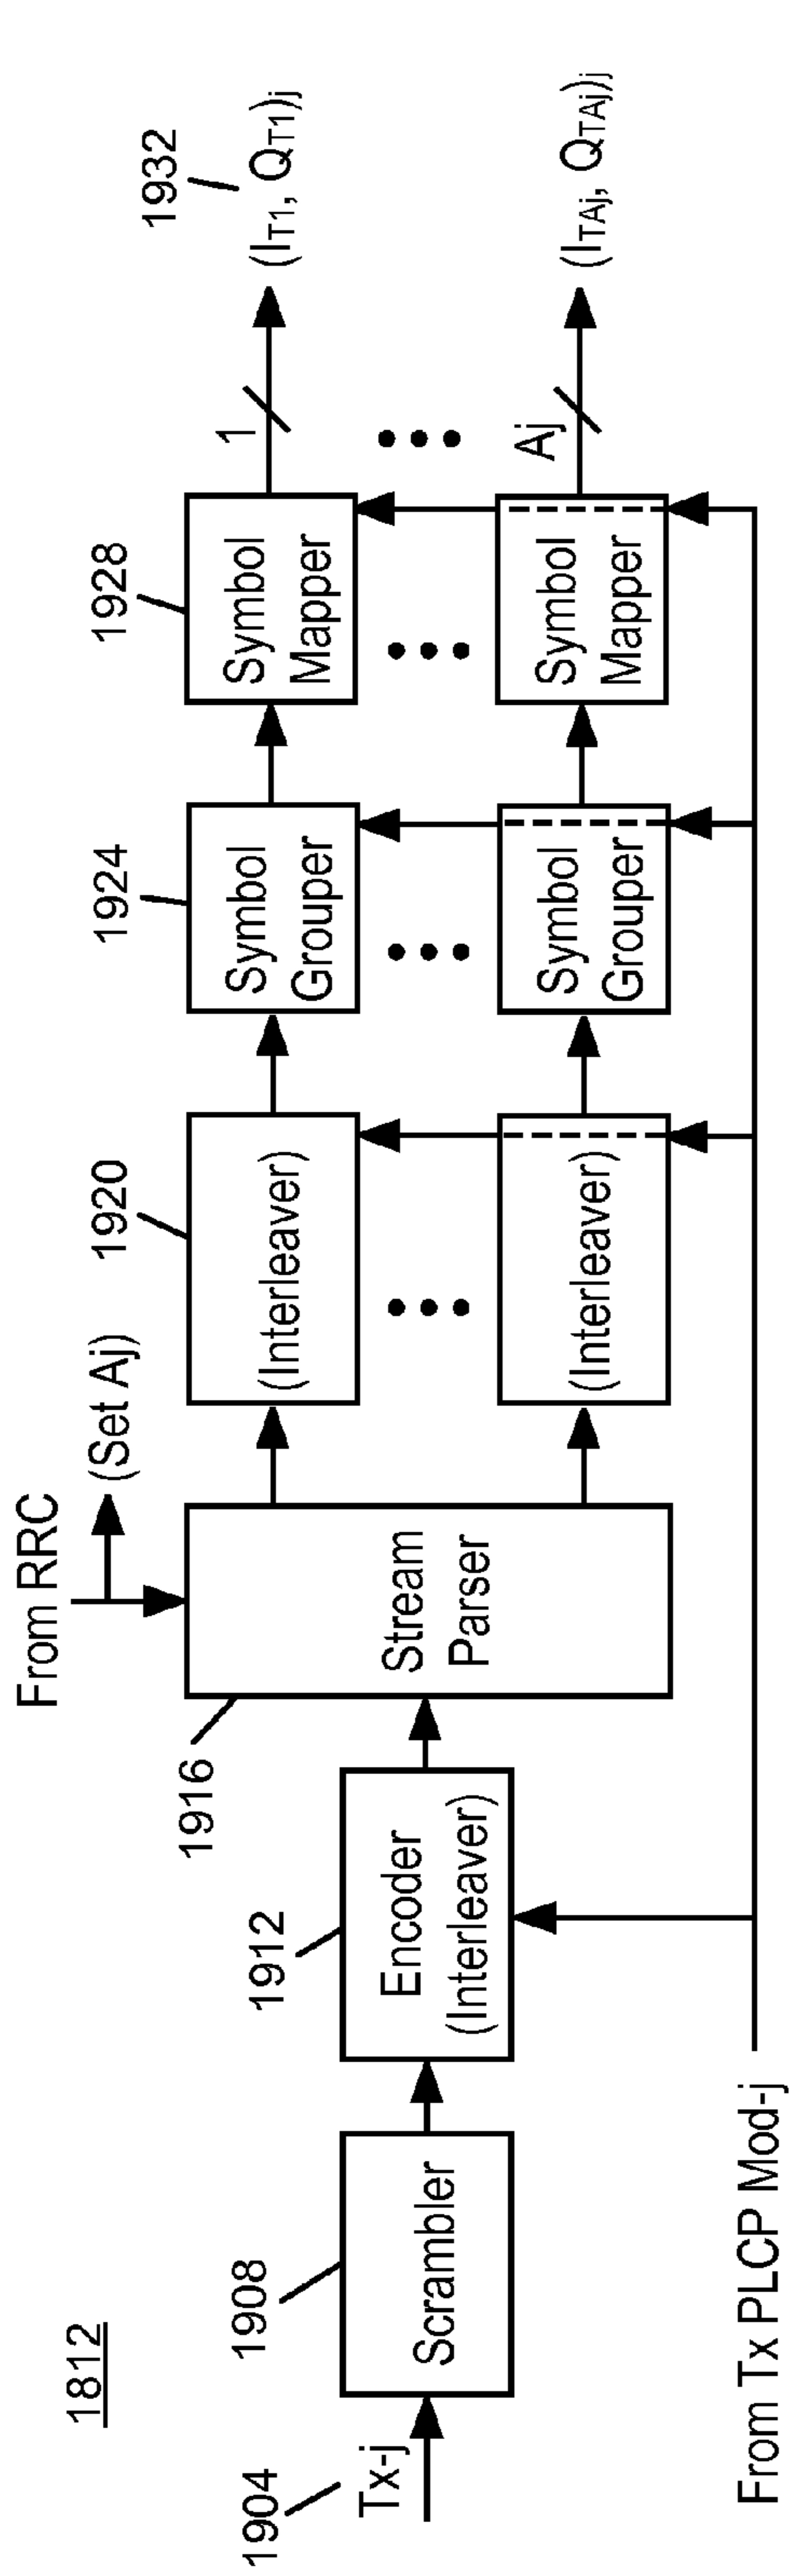 1812
1904
Tx-j
1908
Scrambler
1912
Encoder
(Interleaver)
1916
From RRC
(Set Aj)
Stream
Parser
1920
(Interleaver)
(Interleaver)
1924
Symbol
Grouper
Symbol
Grouper
1928
Symbol
Mapper
Symbol
Mapper
1
Aj
1932
(IT1, QT1)j
(ITAj, QTAj)j
From Tx PLCP Mod-j